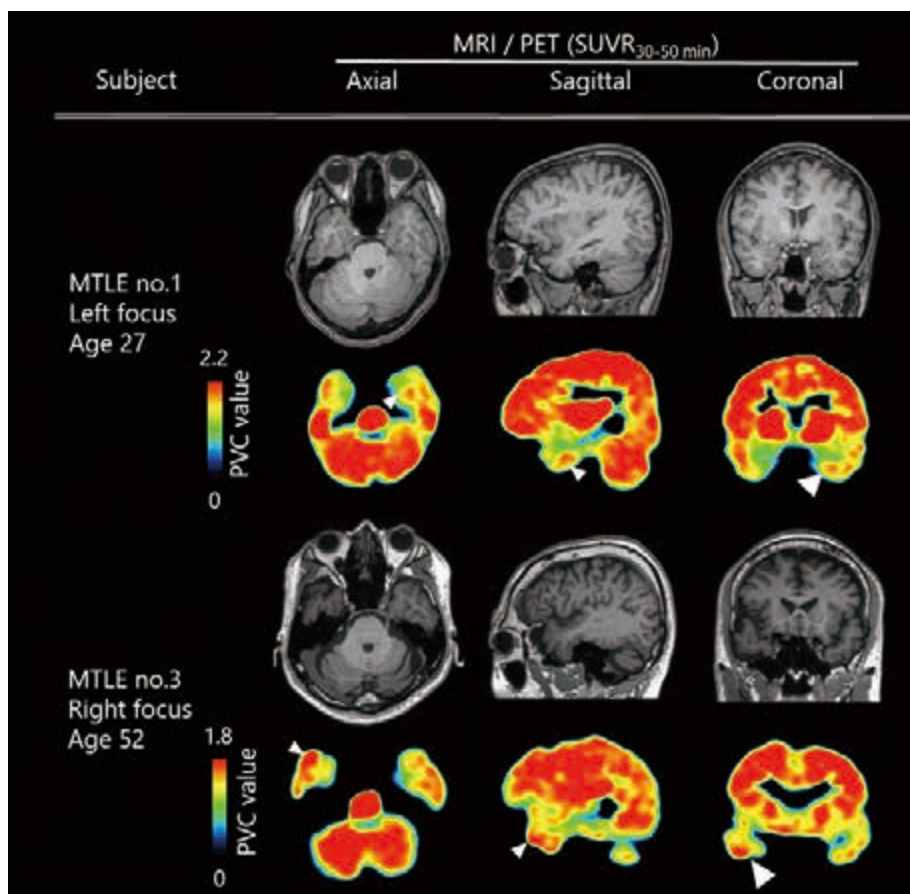 MRI / PET (SUVR30-50 min)
Subject
Axial
Sagittal
Coronal
MTLE no.1
Left focus
Age 27
2.2
PVC value
0
MTLE no.3
Right focus
Age 52
1.8
PVC value
0